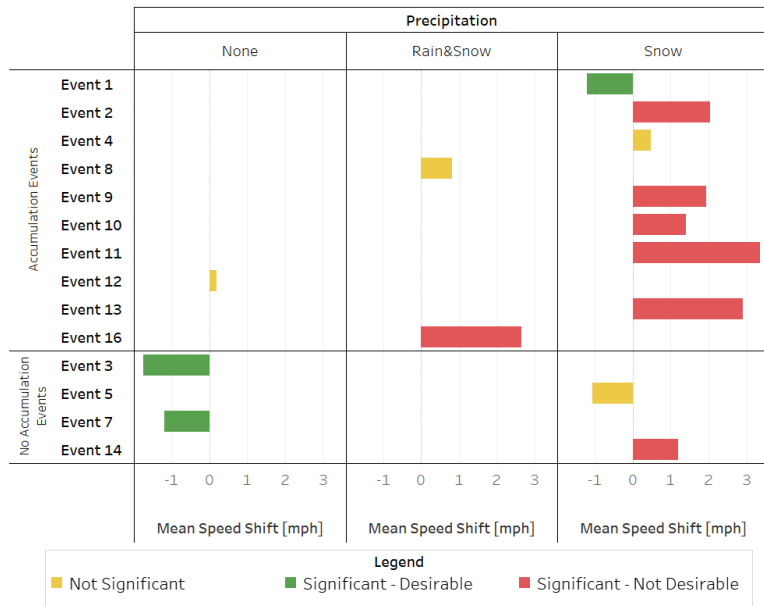 Precipitation
None Rain&Snow Snow
Accumulation Events
Event 1
Event 2
Event 4
Event 8
Event 9
Event 10
Event 11
Event 12
Event 13
Event 16
No Accumulation
Events
Event 3
Event 5
Event 7
Event 14
-1 0 1 2 3 -1 0 1 2 3 -1 0 1 2 3
Mean Speed Shift [mph] Mean Speed Shift [mph] Mean Speed Shift [mph]
Legend
Not Significant Significant - Desirable Significant - Not Desirable